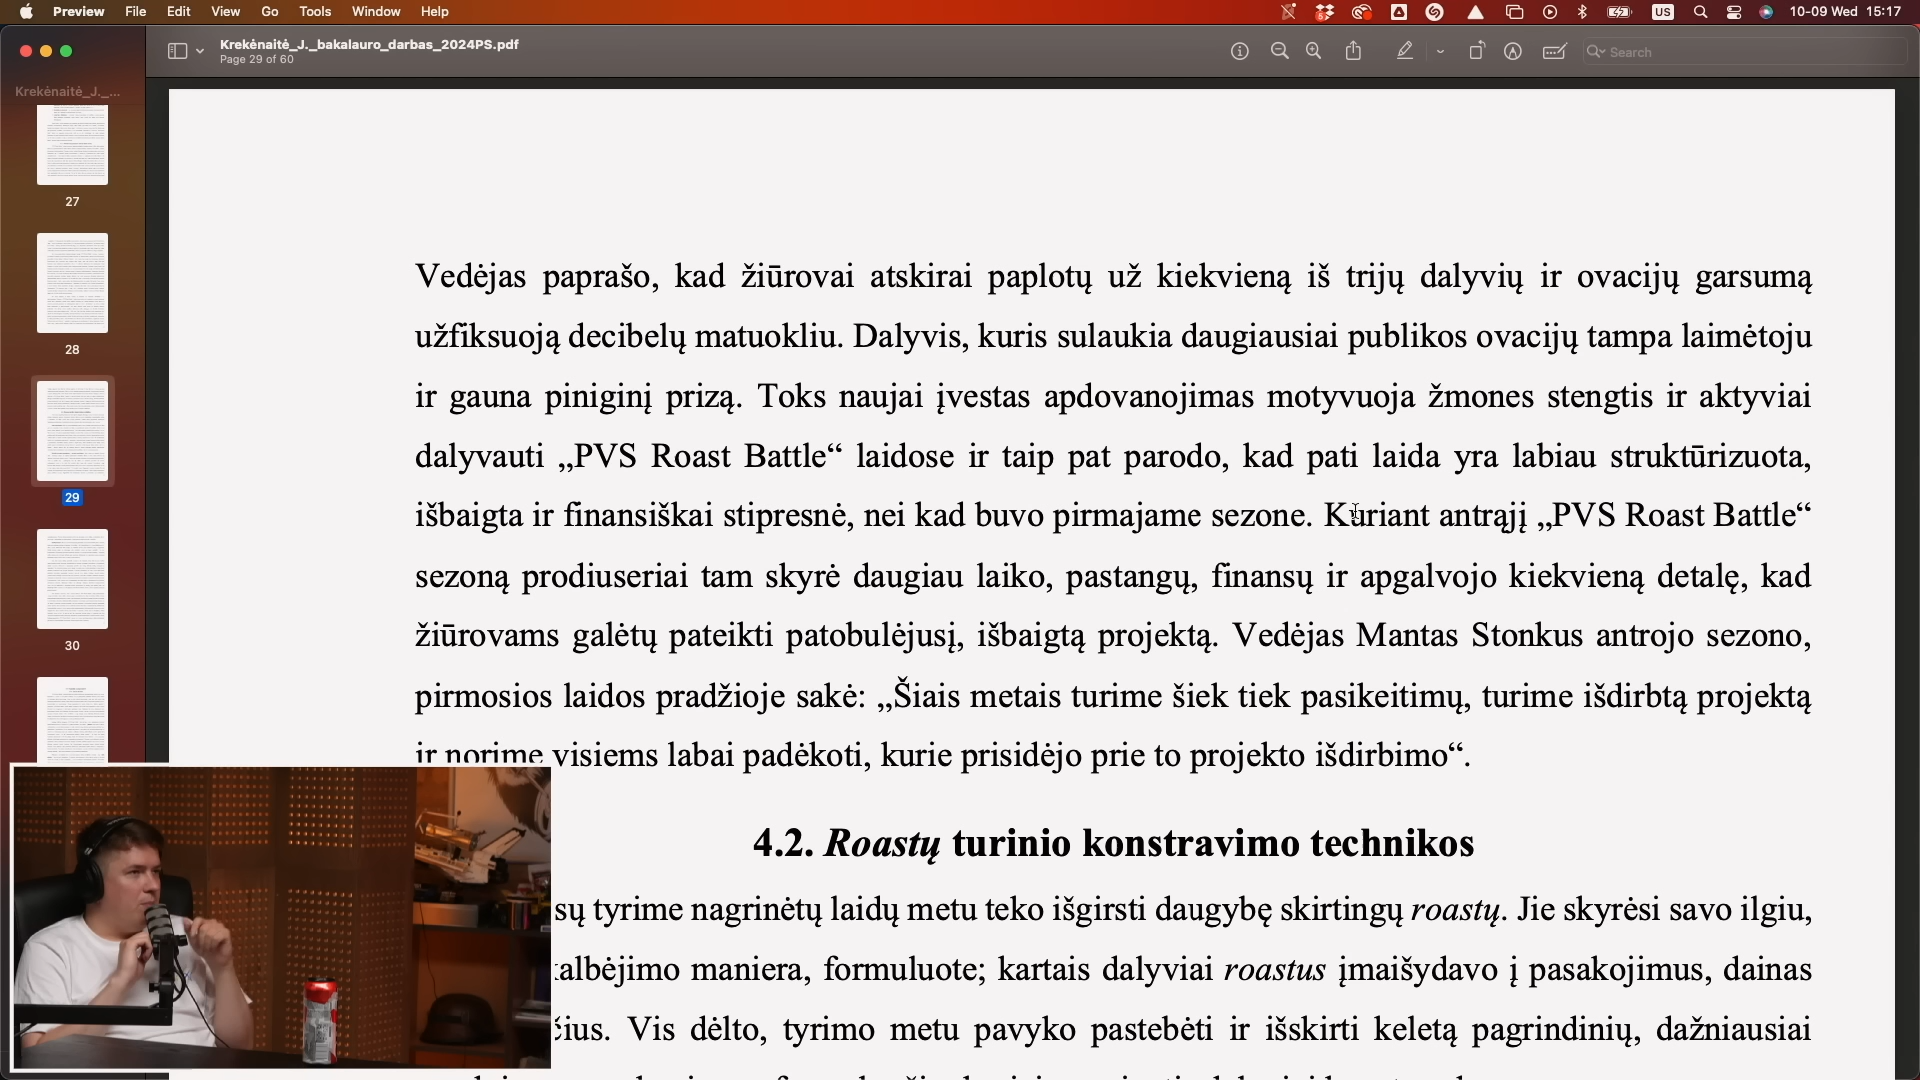 Preview File Edit View Go Tools Window Help
US 10-09 Wed 15:17
Krekėnaitė_J._bakalauro_darbas_2024PS.pdf
Page 29 of 60
Search
Krekėnaitė_J._...
27
28
29
30
Vedėjas paprašo, kad žiūrovai atskirai paplotų už kiekvieną iš trijų dalyvių ir ovacijų garsumą
užfiksuoją decibelų matuokliu. Dalyvis, kuris sulaukia daugiausiai publikos ovacijų tampa laimėtoju
ir gauna piniginį prizą. Toks naujai įvestas apdovanojimas motyvuoja žmones stengtis ir aktyviai
dalyvauti „PVS Roast Battle“ laidose ir taip pat parodo, kad pati laida yra labiau struktūrizuota,
išbaigta ir finansiškai stipresnė, nei kad buvo pirmajame sezone. Kuriant antrąjį „PVS Roast Battle“
sezoną prodiuseriai tam skyrė daugiau laiko, pastangų, finansų ir apgalvojo kiekvieną detalę, kad
žiūrovams galėtų pateikti patobulėjusį, išbaigtą projektą. Vedėjas Mantas Stonkus antrojo sezono,
pirmosios laidos pradžioje sakė: „Šiais metais turime šiek tiek pasikeitimų, turime išdirbtą projektą
ir norime visiems labai padėkoti, kurie prisidėjo prie to projekto išdirbimo“.
4.2. Roastų turinio konstravimo technikos
sų tyrime nagrinėtų laidų metu teko išgirsti daugybę skirtingų roastų. Jie skyrėsi savo ilgiu,
kalbėjimo maniera, formuluote; kartais dalyviai roastus įmaišydavo į pasakojimus, dainas
čius. Vis dėlto, tyrimo metu pavyko pastebėti ir išskirti keletą pagrindinių, dažniausiai